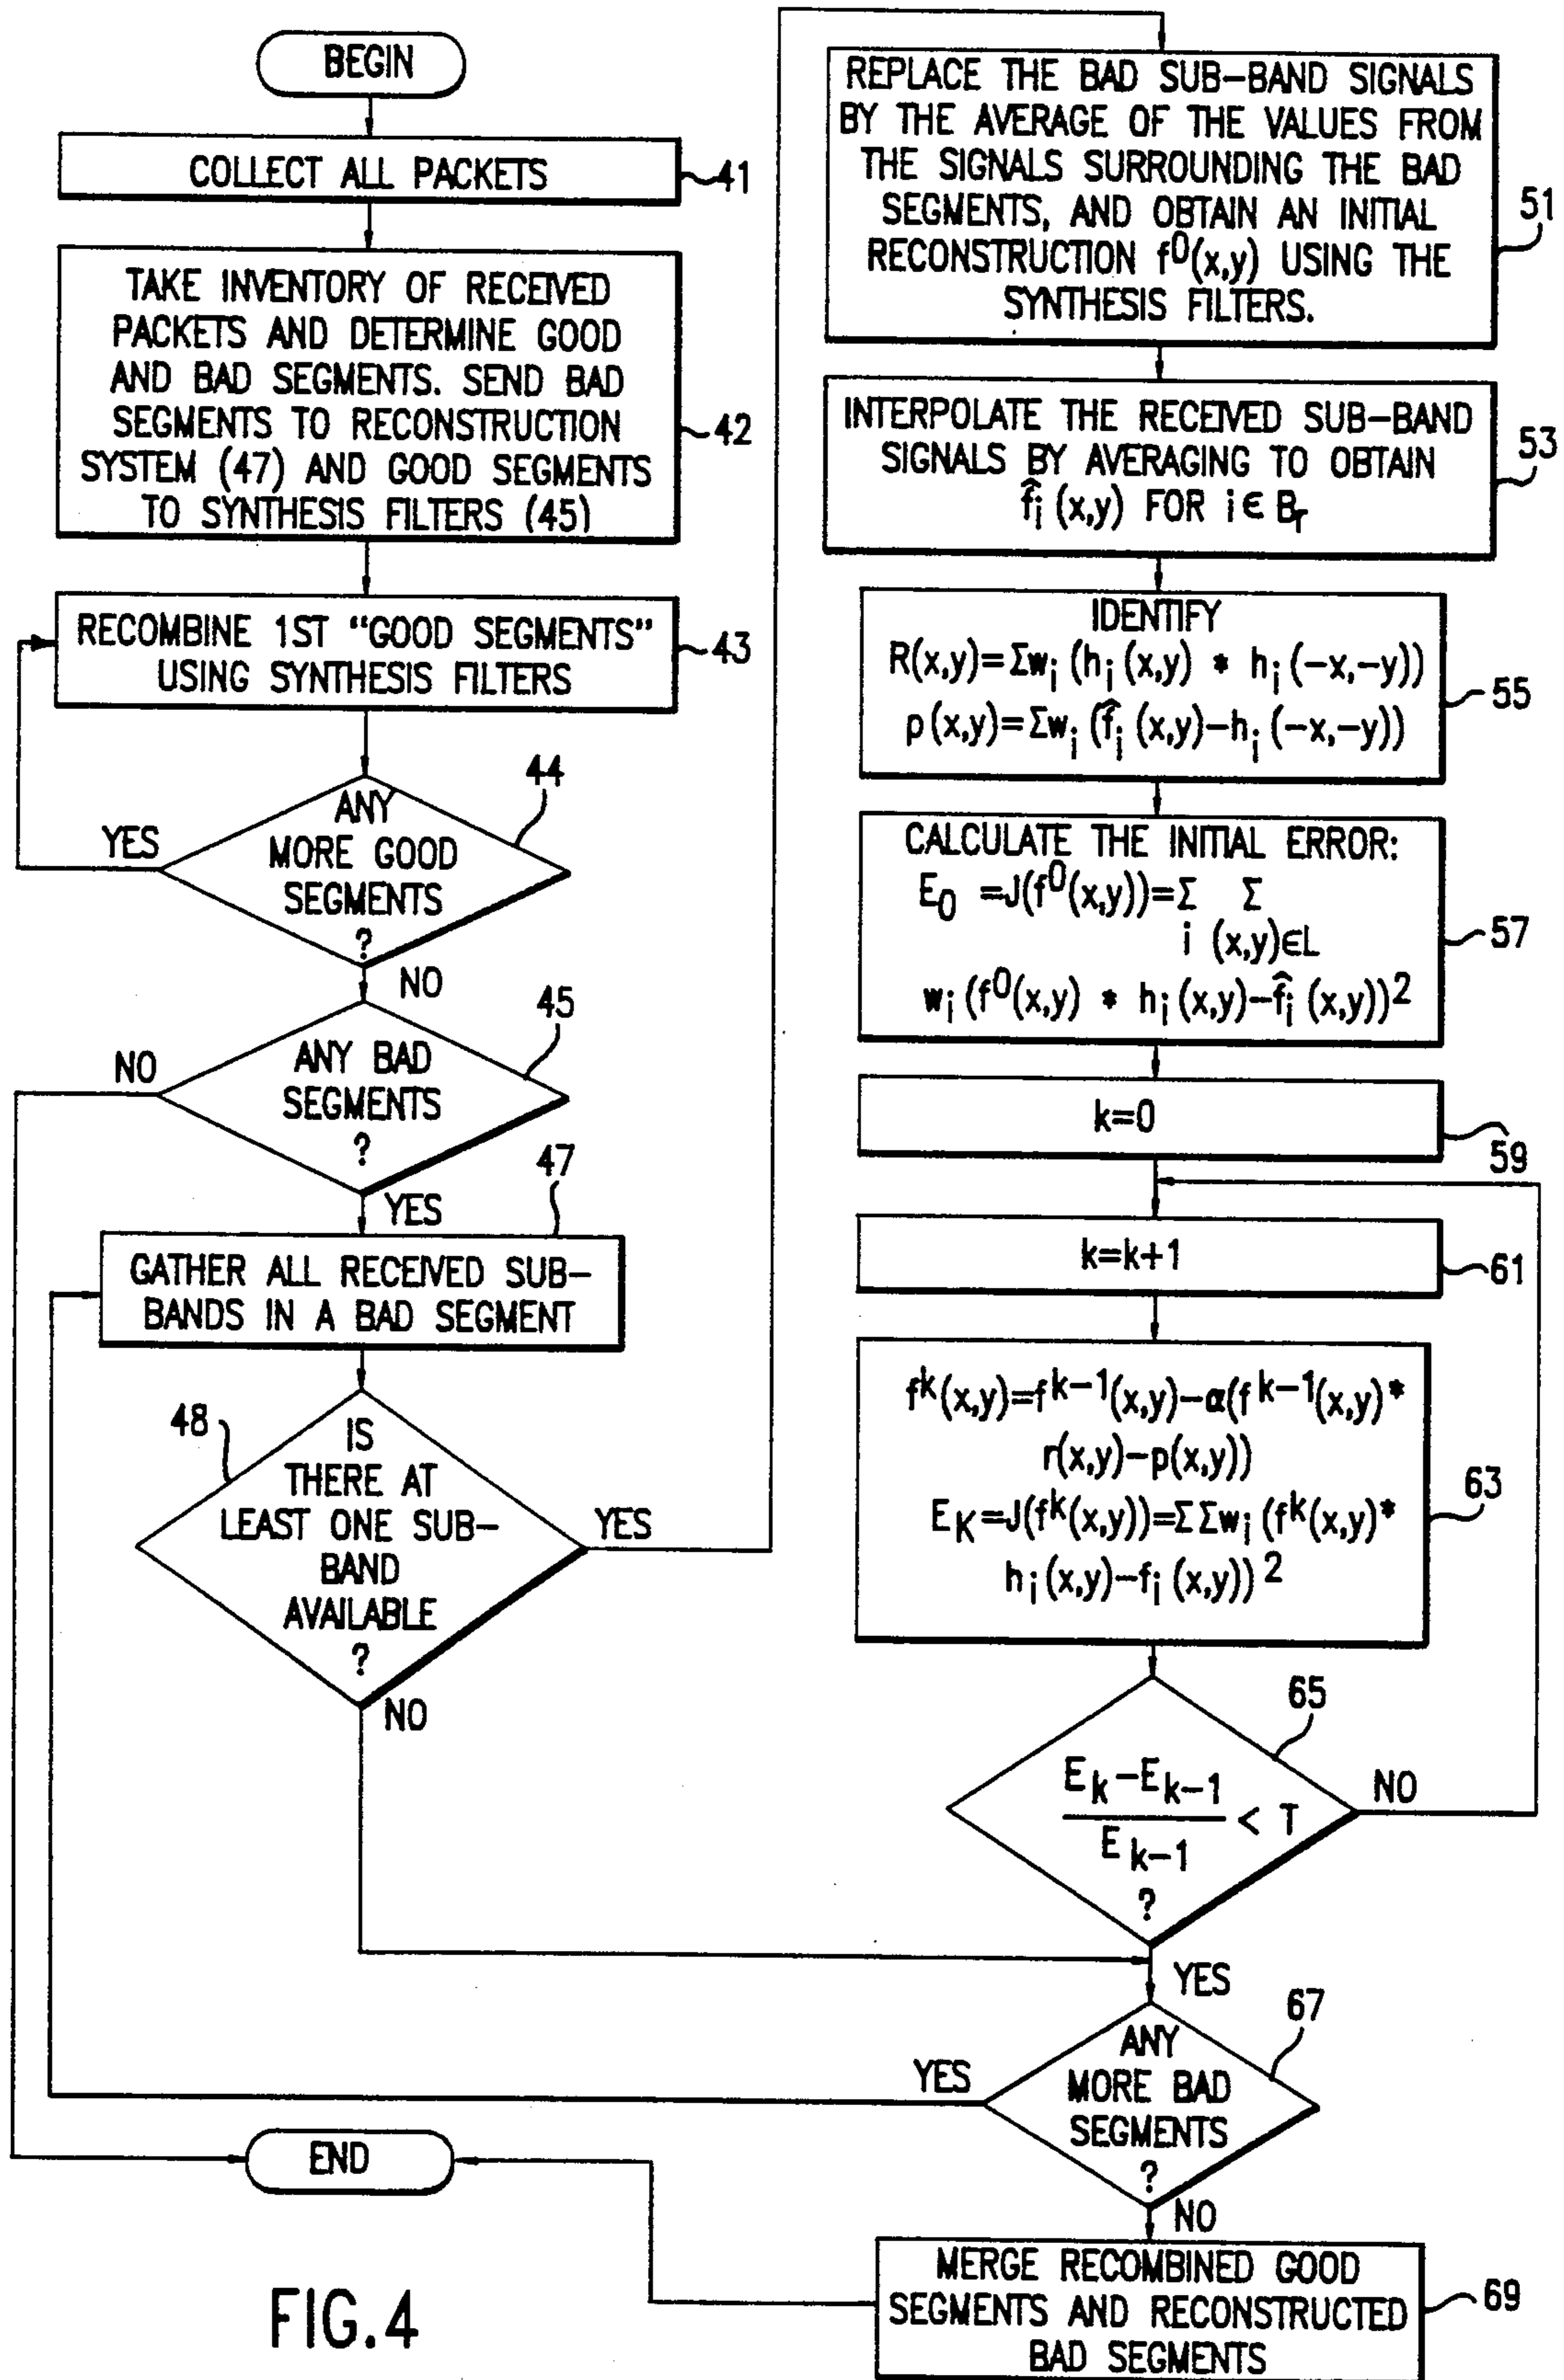 BEGIN
COLLECT ALL PACKETS
41
TAKE INVENTORY OF RECEIVED
PACKETS AND DETERMINE GOOD
AND BAD SEGMENTS. SEND BAD
SEGMENTS TO RECONSTRUCTION
SYSTEM (47) AND GOOD SEGMENTS
TO SYNTHESIS FILTERS (45)
42
RECOMBINE 1ST "GOOD SEGMENTS"
USING SYNTHESIS FILTERS
43
ANY
MORE GOOD
SEGMENTS
?
44
YES
NO
ANY BAD
SEGMENTS
?
45
NO
YES
47
GATHER ALL RECEIVED SUB-
BANDS IN A BAD SEGMENT
48
IS
THERE AT
LEAST ONE SUB-
BAND
AVAILABLE
?
YES
NO
REPLACE THE BAD SUB-BAND SIGNALS
BY THE AVERAGE OF THE VALUES FROM
THE SIGNALS SURROUNDING THE BAD
SEGMENTS, AND OBTAIN AN INITIAL
RECONSTRUCTION f⁰(x,y) USING THE
SYNTHESIS FILTERS.
51
INTERPOLATE THE RECEIVED SUB-BAND
SIGNALS BY AVERAGING TO OBTAIN
f̂ᵢ(x,y) FOR i ∈ Bᵣ
53
IDENTIFY
R(x,y)=Σwᵢ(hᵢ(x,y) * hᵢ(-x,-y))
p(x,y)=Σwᵢ(f̂ᵢ(x,y)-hᵢ(-x,-y))
55
CALCULATE THE INITIAL ERROR:
E₀ =J(f⁰(x,y))=Σ Σ
i (x,y)∈L
wᵢ(f⁰(x,y) * hᵢ(x,y)-f̂ᵢ(x,y))²
57
k=0
59
k=k+1
61
fᵏ(x,y)=fᵏ⁻¹(x,y)-α(fᵏ⁻¹(x,y)*
r(x,y)-p(x,y))
E_K=J(fᵏ(x,y))=ΣΣwᵢ(fᵏ(x,y)*
hᵢ(x,y)-fᵢ(x,y))²
63
65
E_k-E_k-1
E_k-1
< T
?
NO
YES
67
ANY
MORE BAD
SEGMENTS
?
YES
NO
MERGE RECOMBINED GOOD
SEGMENTS AND RECONSTRUCTED
BAD SEGMENTS
69
END
FIG.4